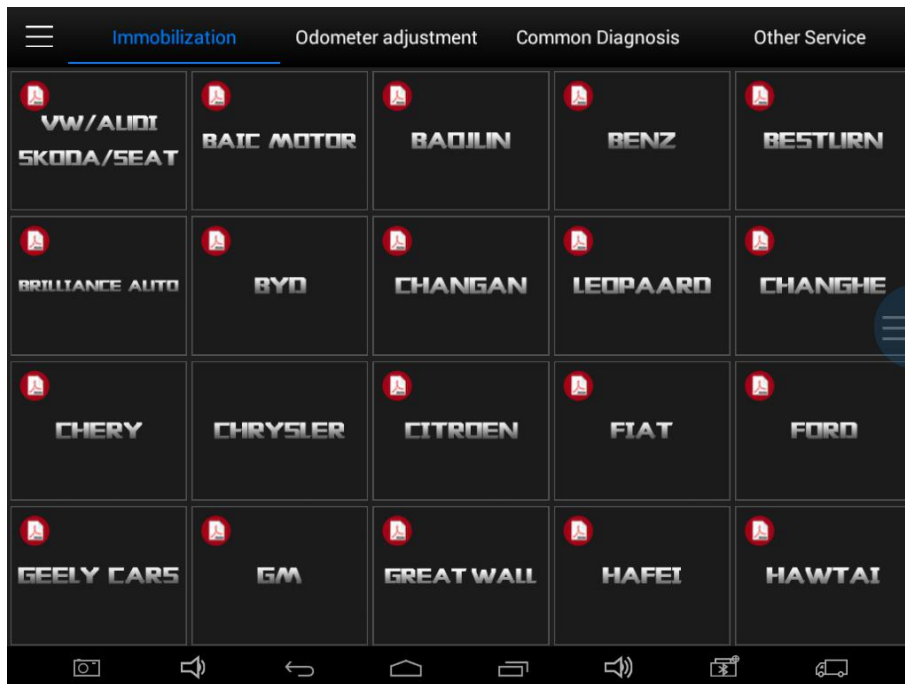 Immobilization Odometer adjustment Common Diagnosis Other Service
VW/AUDI
SKODA/SEAT
BAIC MOTOR
BAOJUN
BENZ
BESTURN
BRILLIANCE AUTO
BYD
CHANGAN
LEOPAARD
CHANGHE
CHERY
CHRYSLER
CITROEN
FIAT
FORD
GEELY CARS
GM
GREAT WALL
HAFEI
HAWTAI